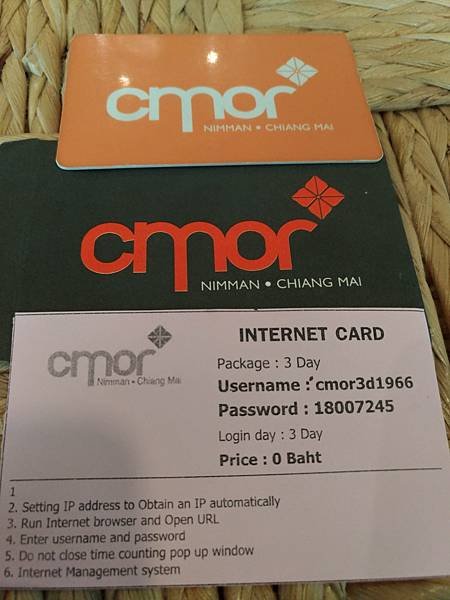 cmor
NIMMAN • CHIANG MAI
cmor
NIMMAN • CHIANG MAI
cmor
Nimman • Chiang Mai
INTERNET CARD
Package : 3 Day
Username : cmor3d1966
Password : 18007245
Login day : 3 Day
Price : 0 Baht
1
2. Setting IP address to Obtain an IP automatically
3. Run Internet browser and Open URL
4. Enter username and password
5. Do not close time counting pop up window
6. Internet Management system